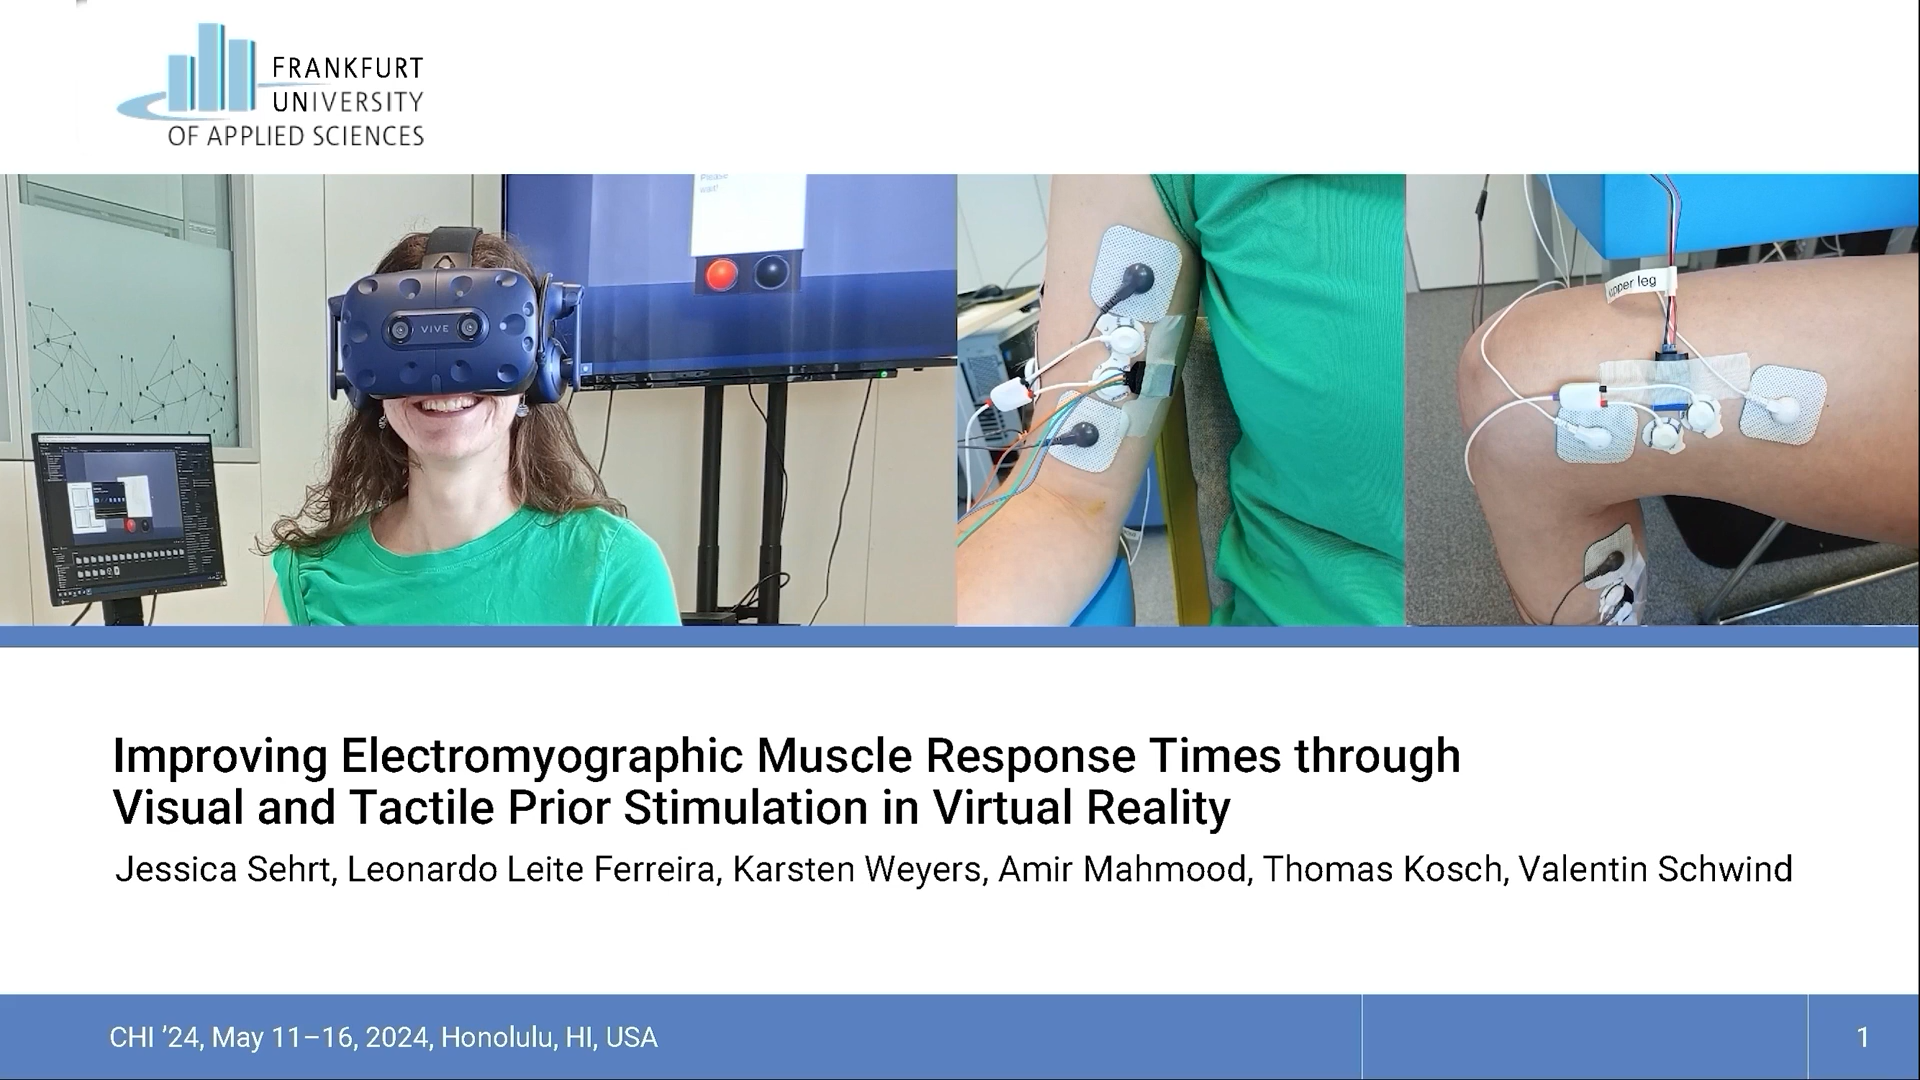 FRANKFURT
UNIVERSITY
OF APPLIED SCIENCES
Please
wait!
VIVE
upper leg
Improving Electromyographic Muscle Response Times through
Visual and Tactile Prior Stimulation in Virtual Reality
Jessica Sehrt, Leonardo Leite Ferreira, Karsten Weyers, Amir Mahmood, Thomas Kosch, Valentin Schwind
CHI ’24, May 11–16, 2024, Honolulu, HI, USA
1